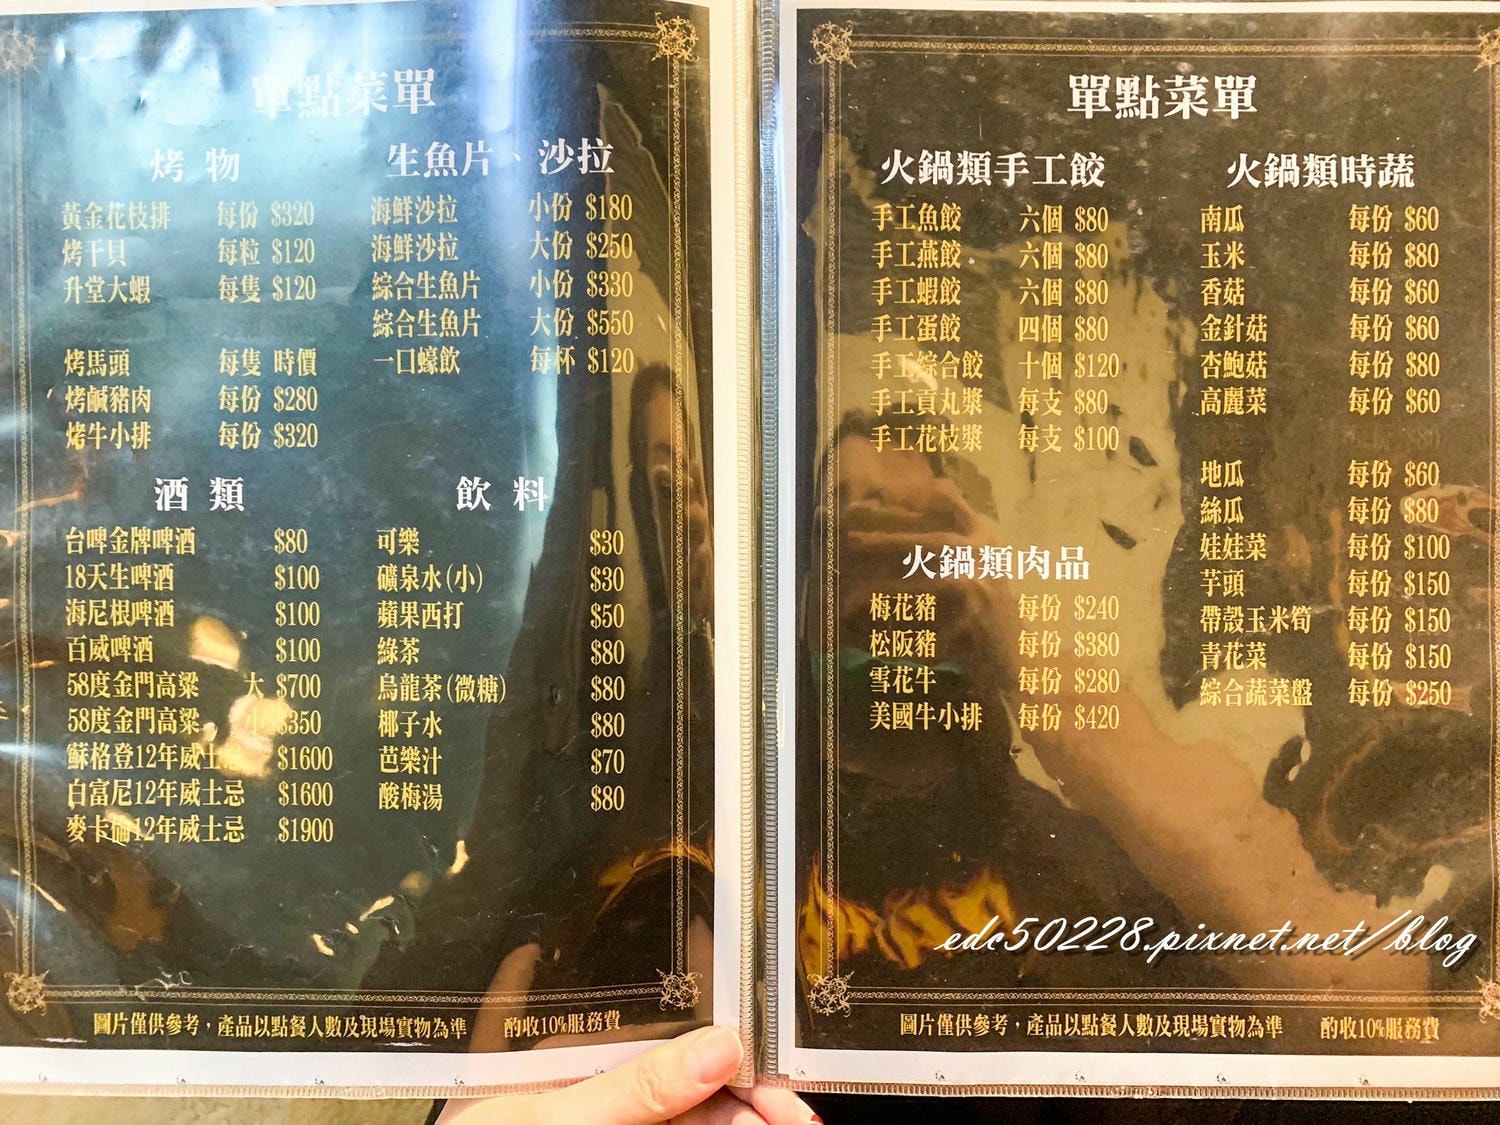 單點菜單
烤 物
黃金花枝排 每份 $320
烤干貝 每粒 $120
升堂大蝦 每隻 $120
烤馬頭 每隻 時價
烤鹹豬肉 每份 $280
烤牛小排 每份 $320
生魚片、沙拉
海鮮沙拉 小份 $180
海鮮沙拉 大份 $250
綜合生魚片 小份 $330
綜合生魚片 大份 $550
一口蠔飲 每杯 $120
酒 類
台啤金牌啤酒 $80
18天生啤酒 $100
海尼根啤酒 $100
百威啤酒 $100
58度金門高粱 大 $700
58度金門高粱 小 $350
蘇格登12年威士忌 $1600
白富尼12年威士忌 $1600
麥卡倫12年威士忌 $1900
飲 料
可樂 $30
礦泉水(小) $30
蘋果西打 $50
綠茶 $80
烏龍茶(微糖) $80
椰子水 $80
芭樂汁 $70
酸梅湯 $80
圖片僅供參考，產品以點餐人數及現場實物為準 酌收10%服務費
單點菜單
火鍋類手工餃
手工魚餃 六個 $80
手工燕餃 六個 $80
手工蝦餃 六個 $80
手工蛋餃 四個 $80
手工綜合餃 十個 $120
手工貢丸漿 每支 $80
手工花枝漿 每支 $100
火鍋類肉品
梅花豬 每份 $240
松阪豬 每份 $380
雪花牛 每份 $280
美國牛小排 每份 $420
火鍋類時蔬
南瓜 每份 $60
玉米 每份 $80
香菇 每份 $60
金針菇 每份 $60
杏鮑菇 每份 $80
高麗菜 每份 $60
地瓜 每份 $60
絲瓜 每份 $80
娃娃菜 每份 $100
芋頭 每份 $150
帶殼玉米筍 每份 $150
青花菜 每份 $150
綜合蔬菜盤 每份 $250
edc50228.pixnet.net/blog
圖片僅供參考，產品以點餐人數及現場實物為準 酌收10%服務費